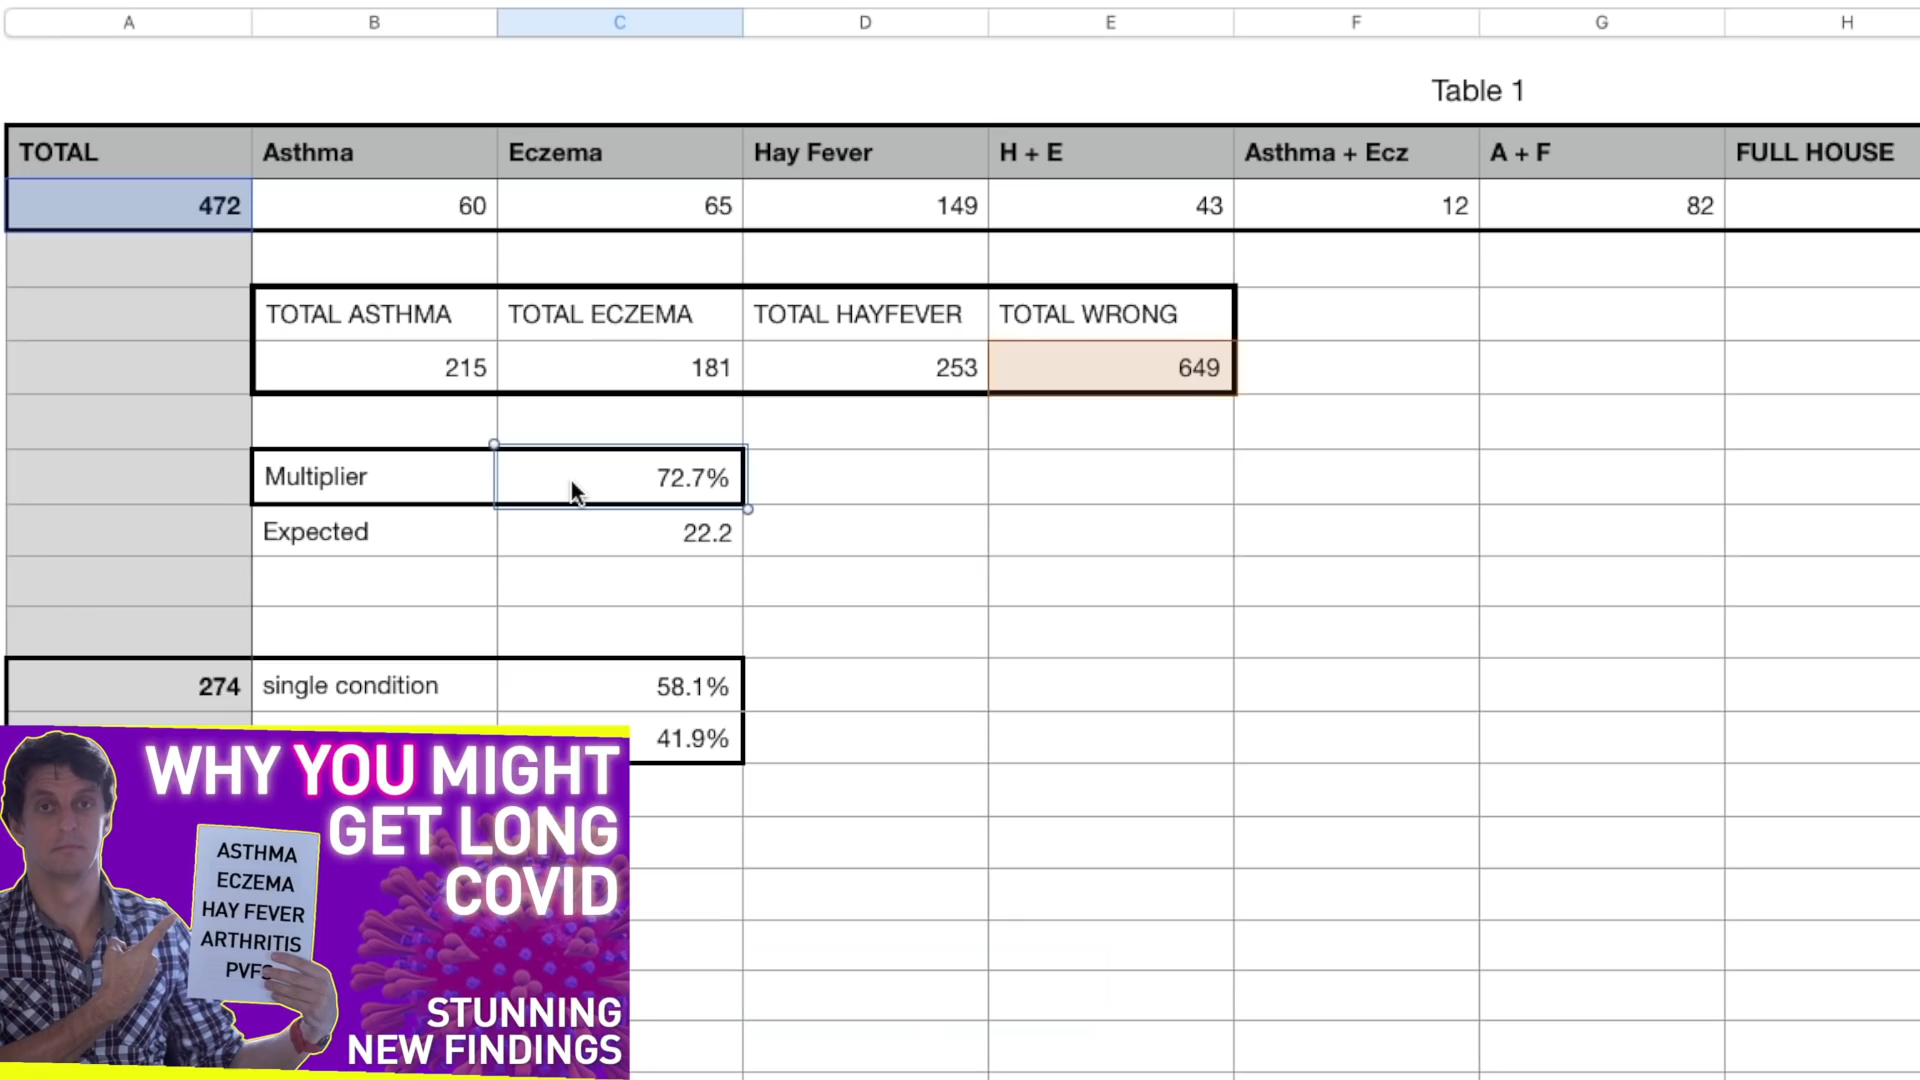 A B C D E F G H
Table 1
TOTAL Asthma Eczema Hay Fever H + E Asthma + Ecz A + F FULL HOUSE
472 60 65 149 43 12 82
TOTAL ASTHMA TOTAL ECZEMA TOTAL HAYFEVER TOTAL WRONG
215 181 253 649
Multiplier 72.7%
Expected 22.2
274 single condition 58.1%
41.9%
WHY YOU MIGHT
GET LONG
COVID
ASTHMA
ECZEMA
HAY FEVER
ARTHRITIS
STUNNING
NEW FINDINGS